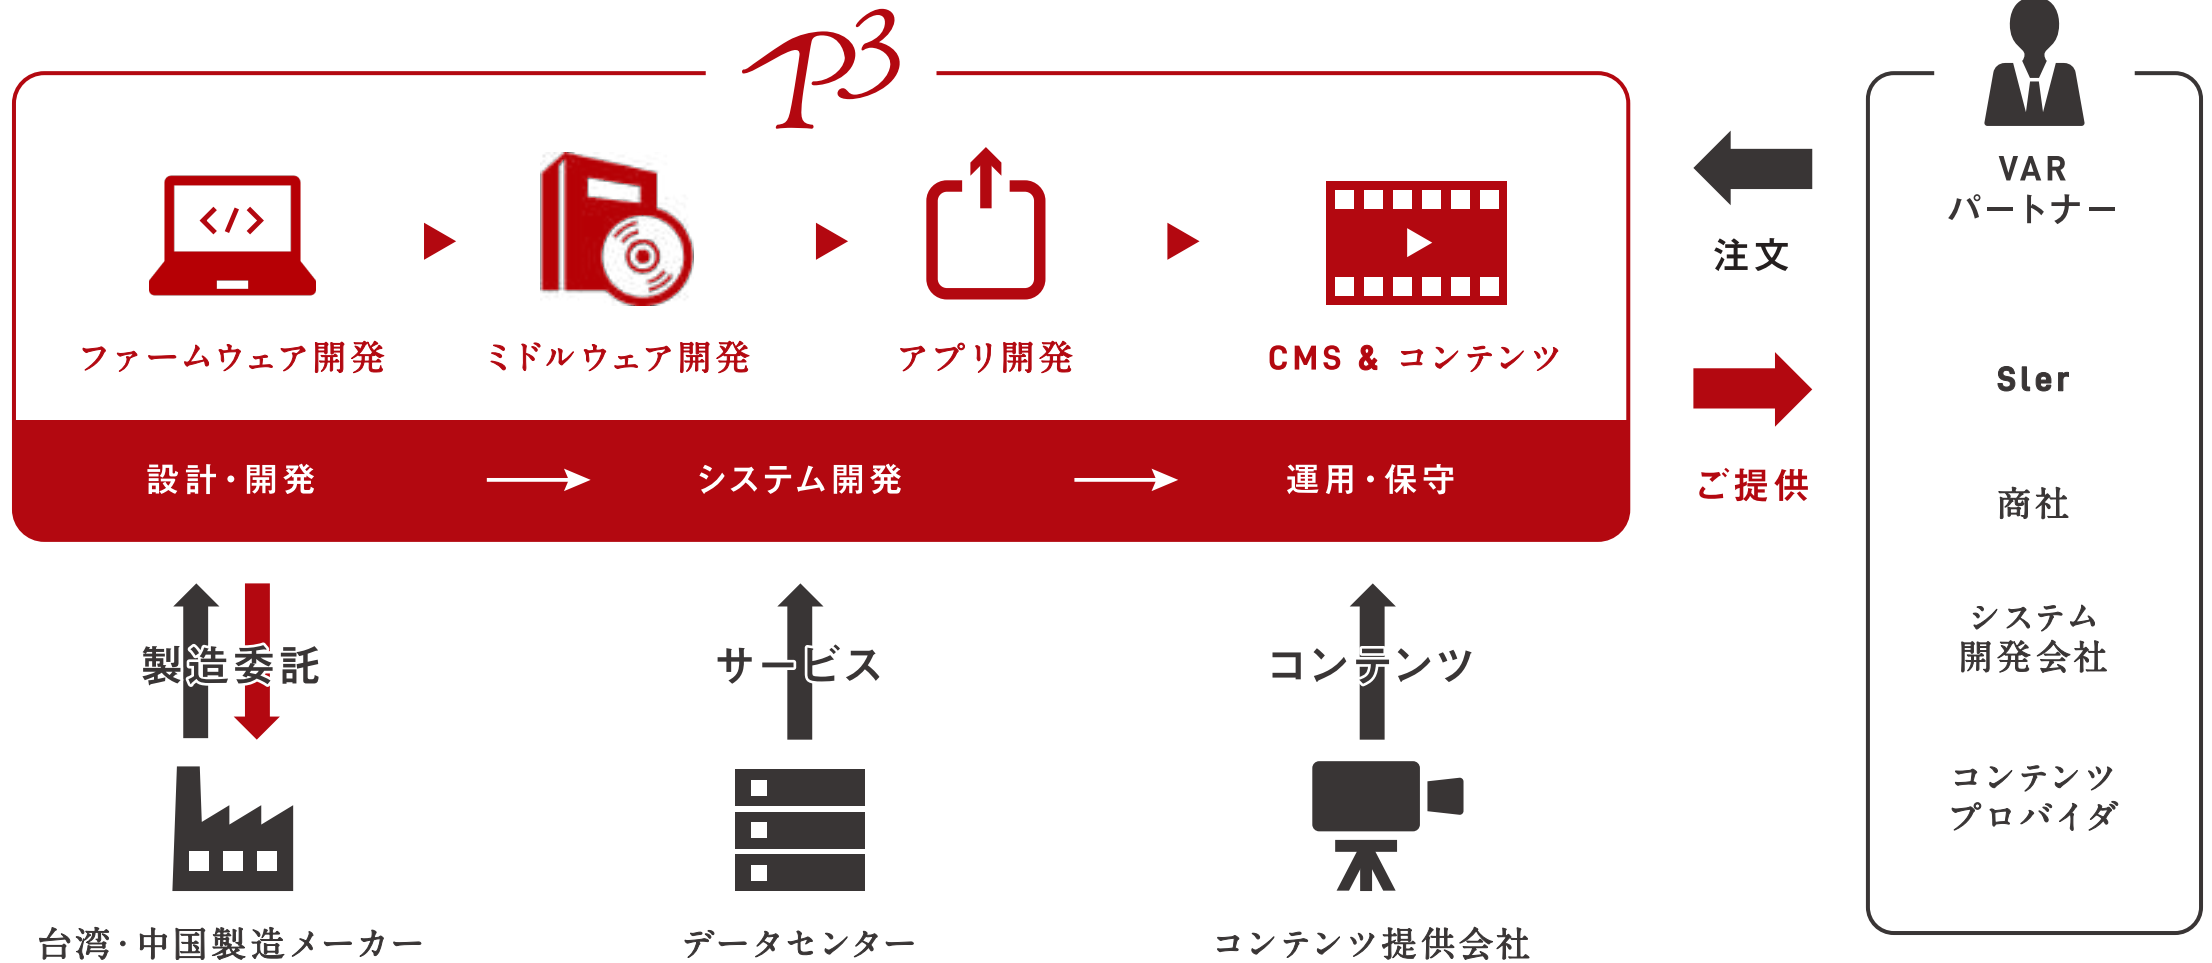 P3
</>
ファームウェア開発
ミドルウェア開発
アプリ開発
CMS & コンテンツ
設計・開発
システム開発
運用・保守
注文
ご提供
VAR
パートナー
SIer
商社
システム
開発会社
コンテンツ
プロバイダ
製造委託
サービス
コンテンツ
台湾・中国製造メーカー
データセンター
コンテンツ提供会社